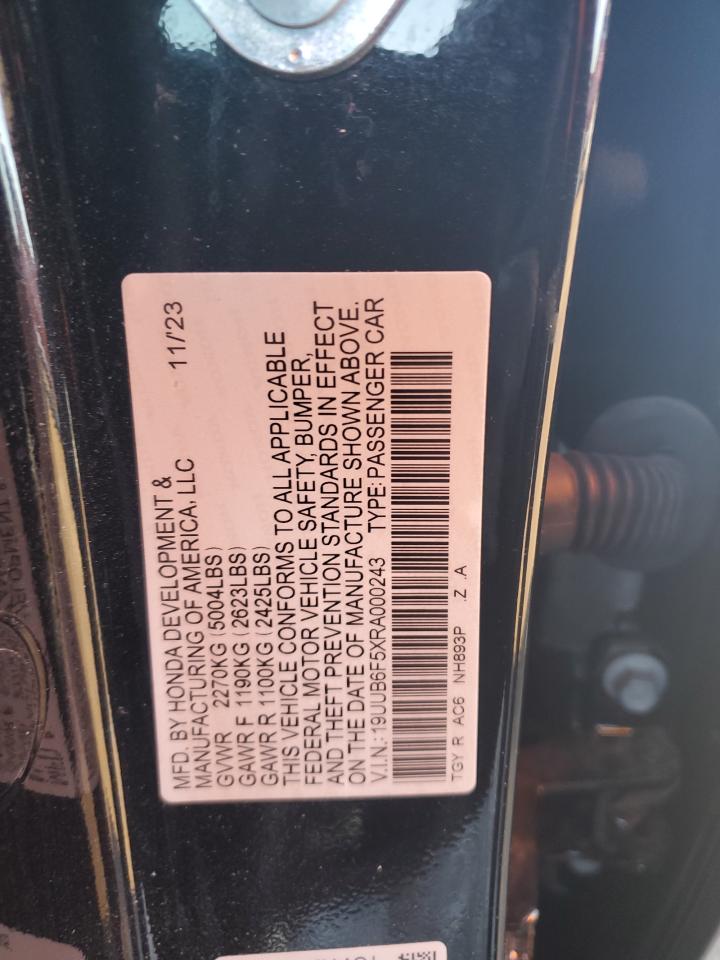 MFD. BY HONDA DEVELOPMENT & 11/'23
MANUFACTURING OF AMERICA, LLC
GVWR 2270KG (5004LBS)
GAWR F 1190KG (2623LBS)
GAWR R 1100KG (2425LBS)
THIS VEHICLE CONFORMS TO ALL APPLICABLE
FEDERAL MOTOR VEHICLE SAFETY, BUMPER,
AND THEFT PREVENTION STANDARDS IN EFFECT
ON THE DATE OF MANUFACTURE SHOWN ABOVE.
V.I.N.:19UUB6F5XRA000243 TYPE:PASSENGER CAR
TGY R AC6 NH893P .Z .A